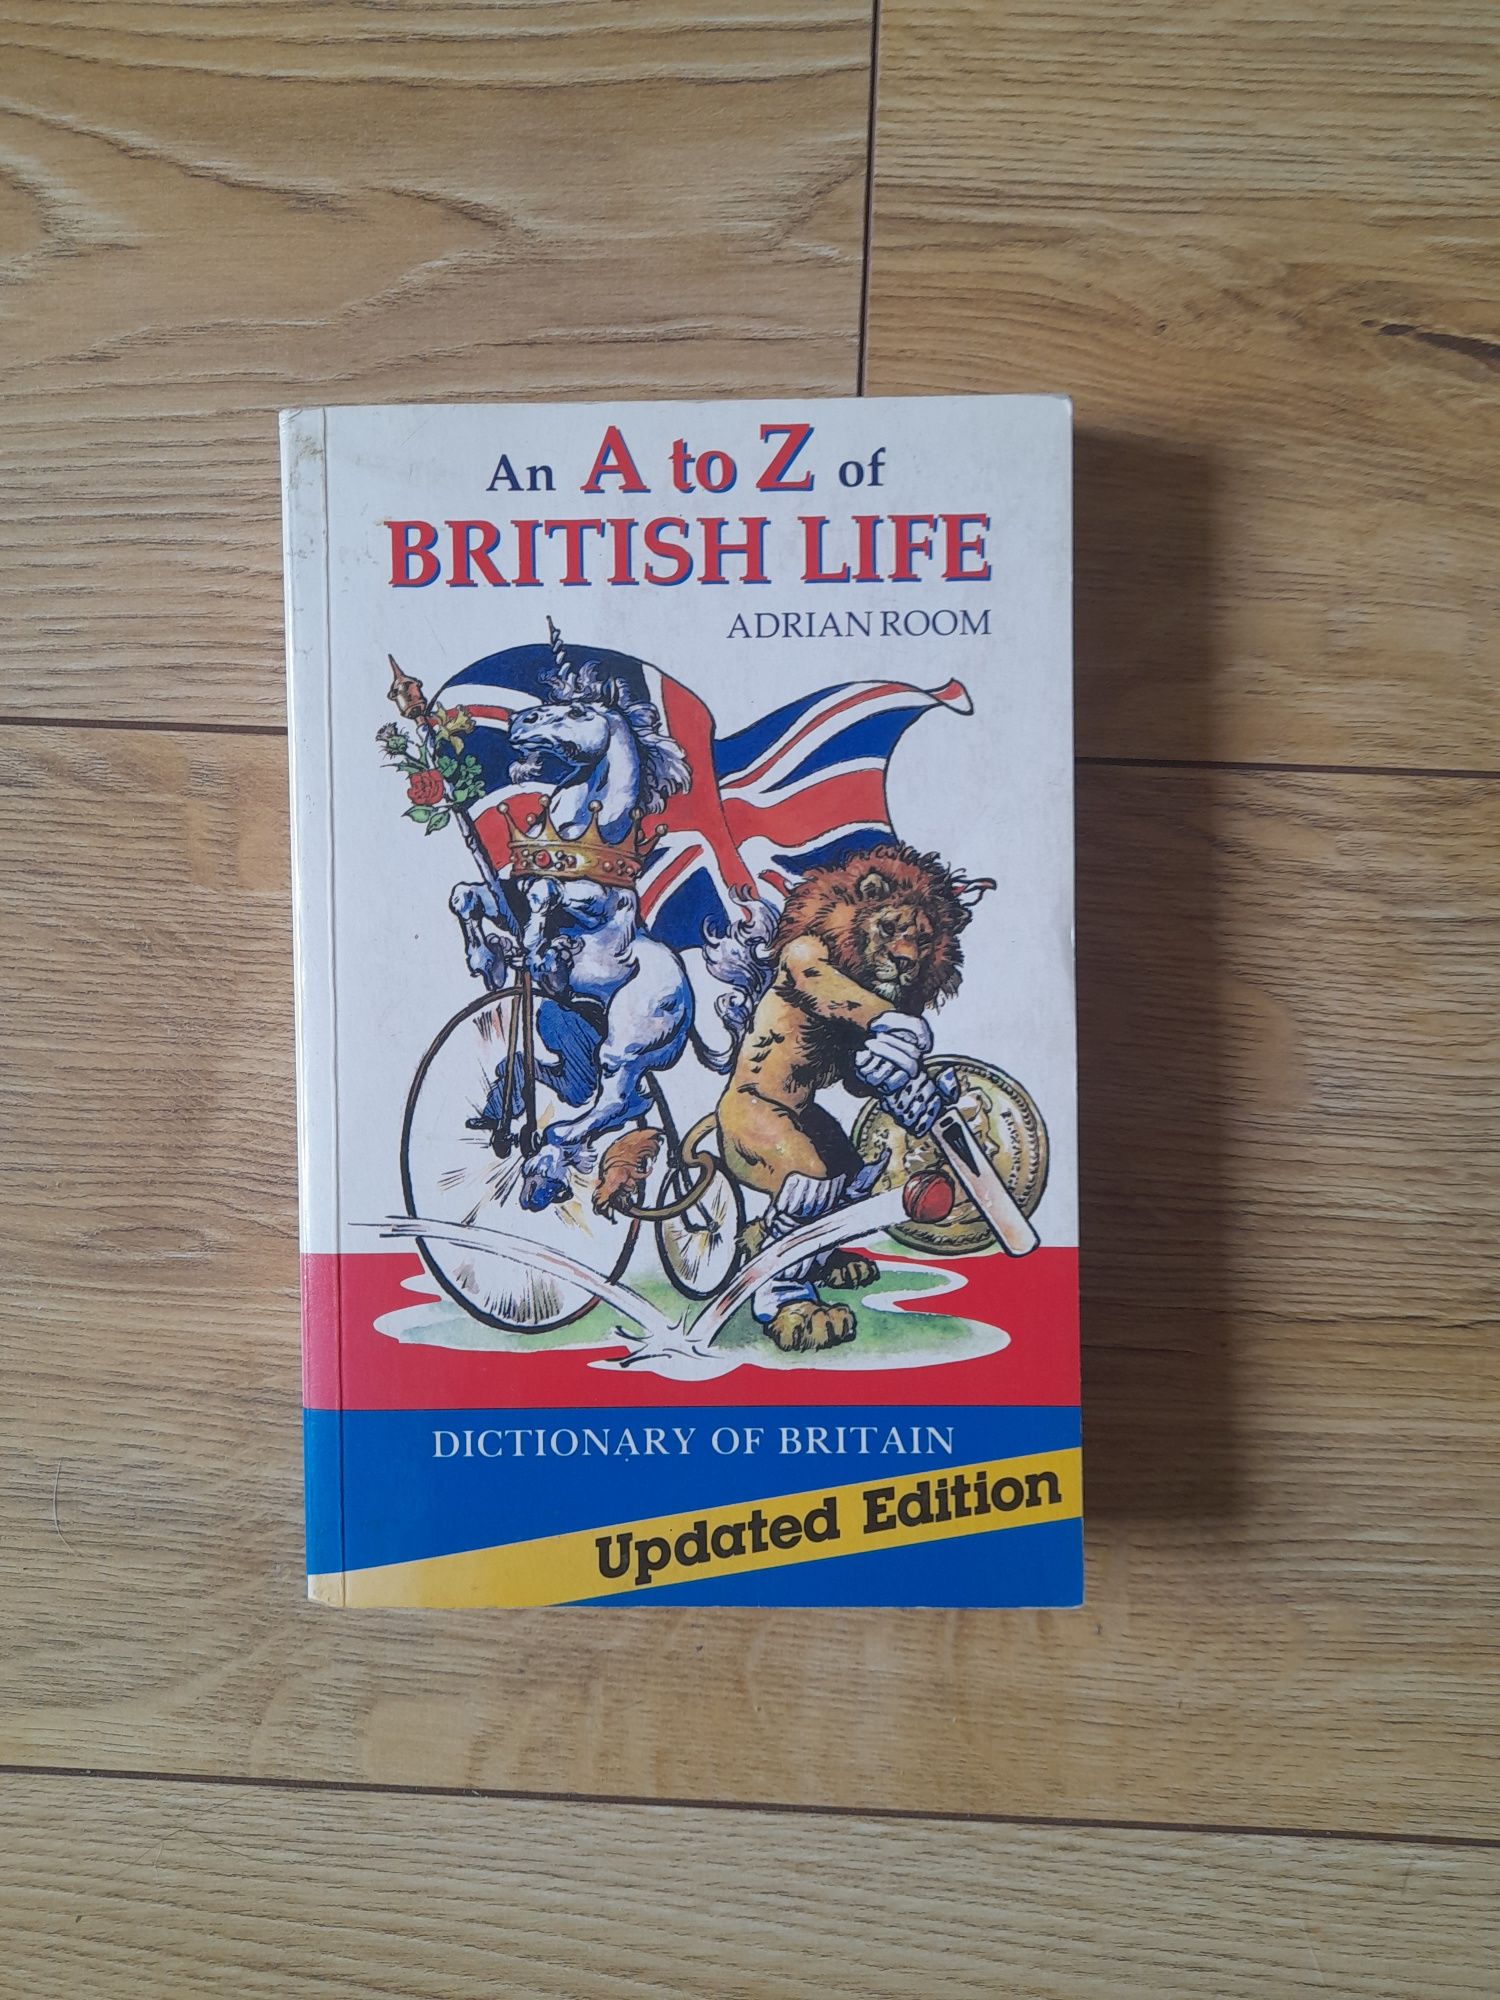 An A to Z of
BRITISH LIFE
ADRIAN ROOM
DICTIONARY OF BRITAIN
Updated Edition